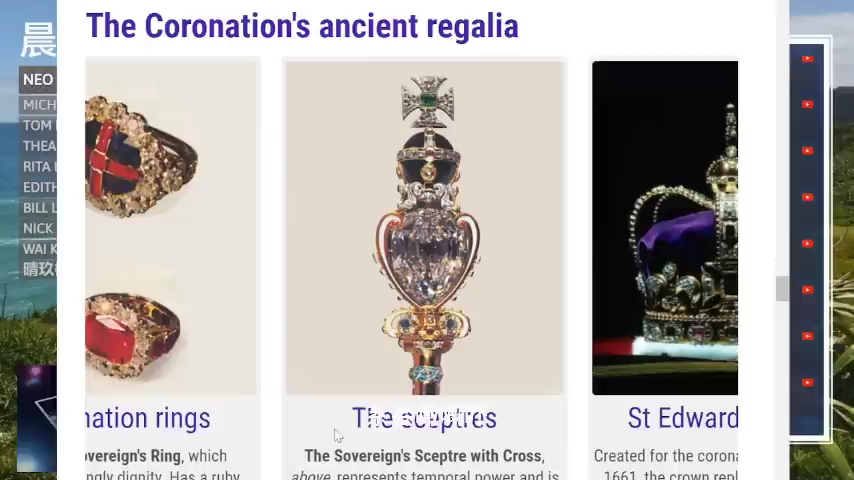 The Coronation's ancient regalia
晨
NEO
MICH
TOM
THEA
RITA
EDITH
BILL L
NICK
WAI K
nation rings
The sceptres
St Edward
overeign's Ring, which
The Sovereign's Sceptre with Cross,
Created for the corona
ngly dignity. Has a ruby
above, represents temporal power and is
1661, the crown repl